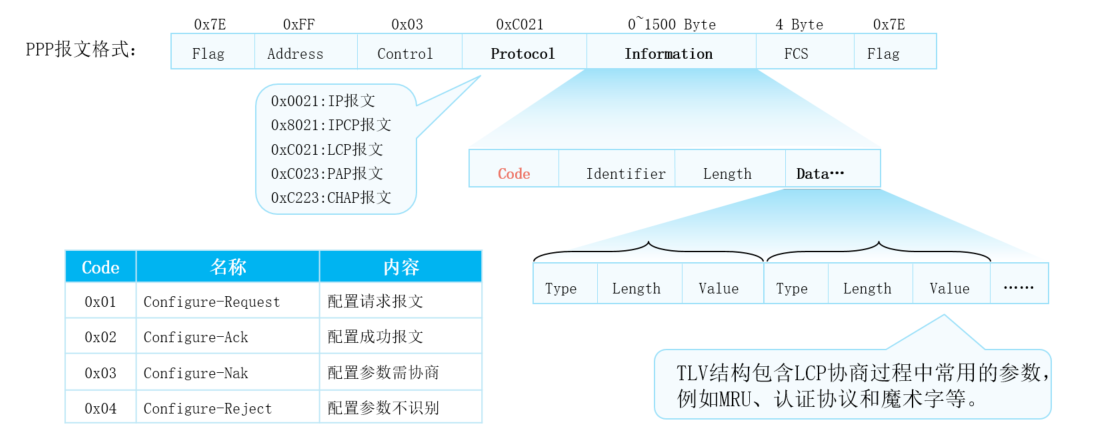 0x7E 0xFF 0x03 0xC021 0~1500 Byte 4 Byte 0x7E
PPP报文格式: Flag Address Control Protocol Information FCS Flag
0x0021:IP报文
0x8021:IPCP报文
0xC021:LCP报文
0xC023:PAP报文
0xC223:CHAP报文
Code Identifier Length Data…
Type Length Value Type Length Value ……
Code 名称 内容
0x01 Configure-Request 配置请求报文
0x02 Configure-Ack 配置成功报文
0x03 Configure-Nak 配置参数需协商
0x04 Configure-Reject 配置参数不识别
TLV结构包含LCP协商过程中常用的参数，
例如MRU、认证协议和魔术字等。